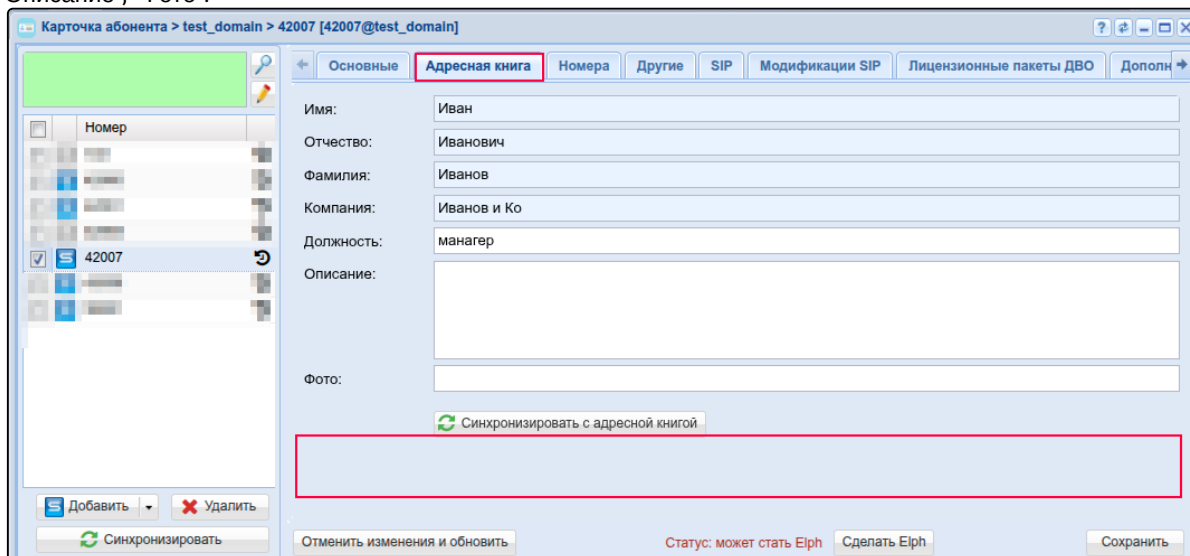 Карточка абонента > test_domain > 42007 [42007@test_domain]
Основные
Адресная книга
Номера
Другие
SIP
Модификации SIP
Лицензионные пакеты ДВО
Дополн
Номер
42007
Имя: Иван
Отчество: Иванович
Фамилия: Иванов
Компания: Иванов и Ко
Должность: манагер
Описание:
Фото:
Синхронизировать с адресной книгой
Добавить
Удалить
Синхронизировать
Отменить изменения и обновить
Статус: может стать Elph
Сделать Elph
Сохранить